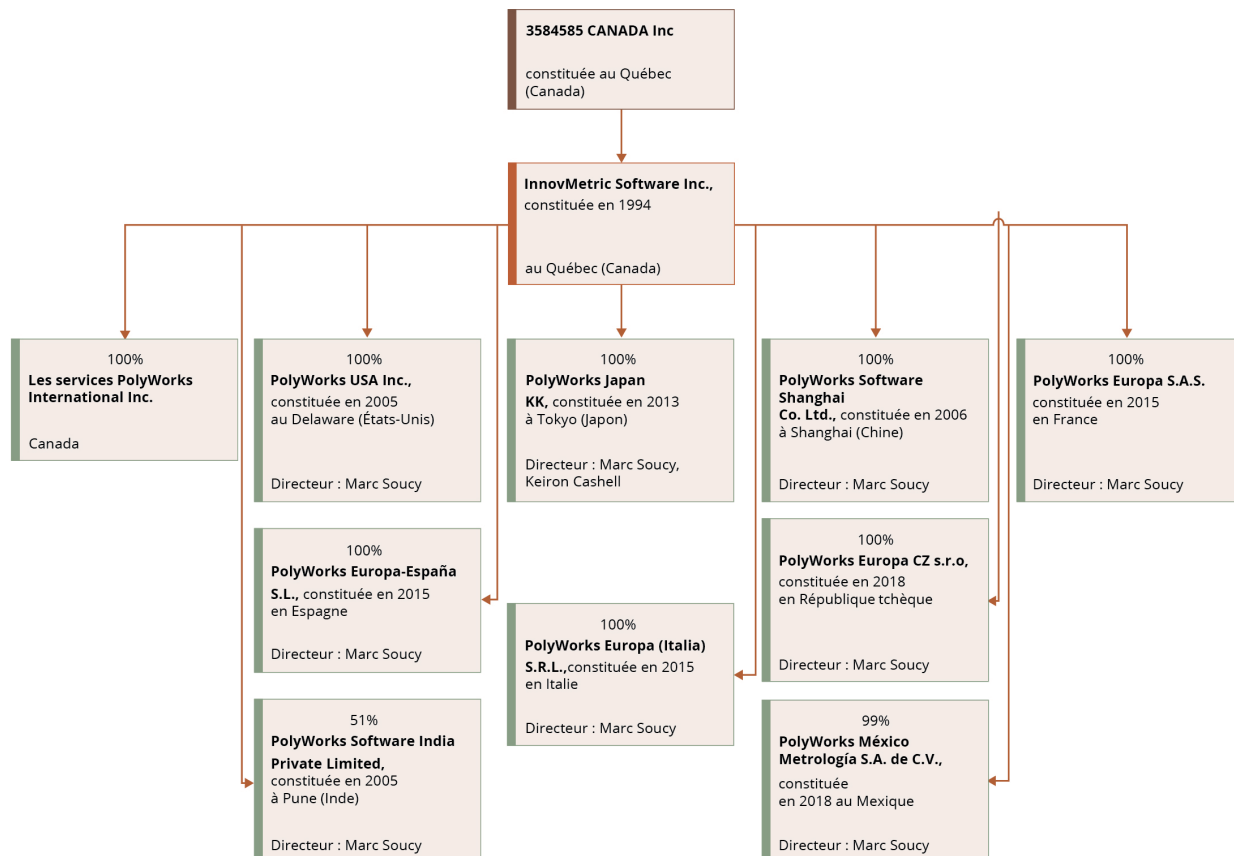 3584585 CANADA Inc
constituée au Québec
(Canada)
InnovMetric Software Inc.,
constituée en 1994
au Québec (Canada)
100%
Les services PolyWorks
International Inc.
Canada
100%
PolyWorks USA Inc.,
constituée en 2005
au Delaware (États-Unis)
Directeur : Marc Soucy
100%
PolyWorks Japan
KK, constituée en 2013
à Tokyo (Japon)
Directeur : Marc Soucy,
Keiron Cashell
100%
PolyWorks Software
Shanghai
Co. Ltd., constituée en 2006
à Shanghai (Chine)
Directeur : Marc Soucy
100%
PolyWorks Europa S.A.S.
constituée en 2015
en France
Directeur : Marc Soucy
100%
PolyWorks Europa-España
S.L., constituée en 2015
en Espagne
Directeur : Marc Soucy
100%
PolyWorks Europa (Italia)
S.R.L.,constituée en 2015
en Italie
Directeur : Marc Soucy
100%
PolyWorks Europa CZ s.r.o,
constituée en 2018
en République tchèque
Directeur : Marc Soucy
51%
PolyWorks Software India
Private Limited,
constituée en 2005
à Pune (Inde)
Directeur : Marc Soucy
99%
PolyWorks México
Metrología S.A. de C.V.,
constituée
en 2018 au Mexique
Directeur : Marc Soucy